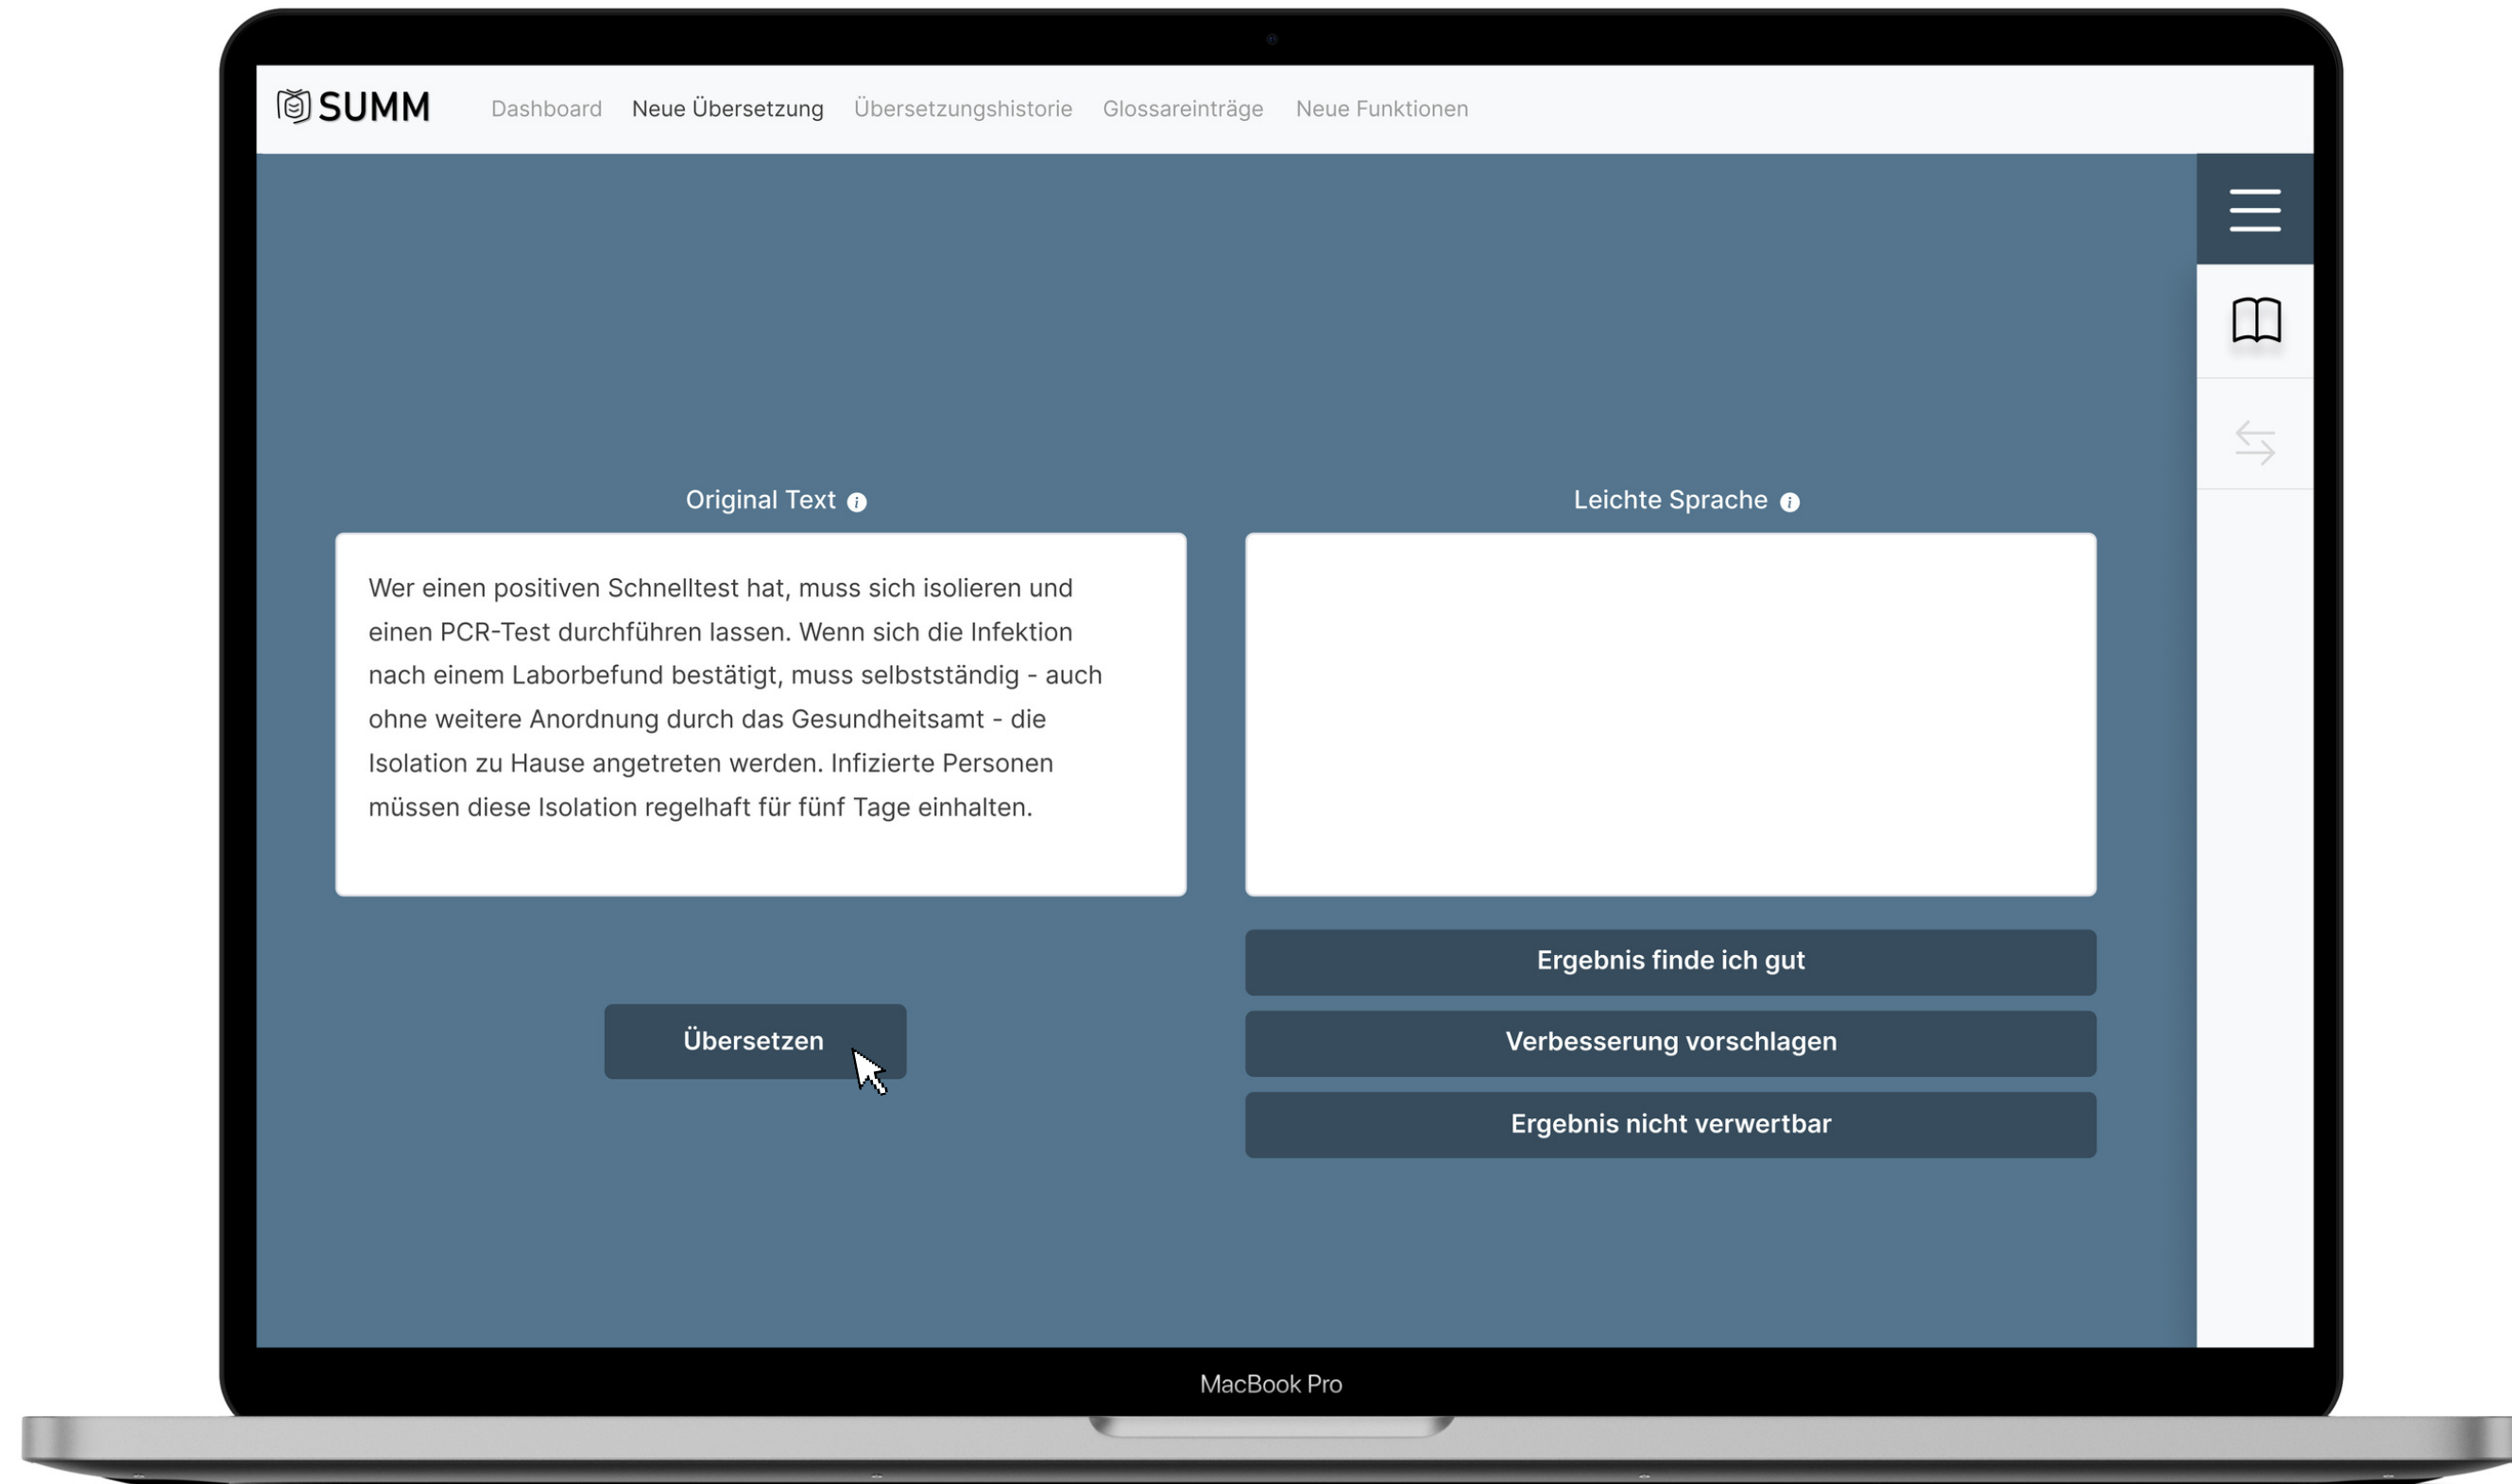 SUMM
Dashboard Neue Übersetzung Übersetzungshistorie Glossareinträge Neue Funktionen
Original Text
Wer einen positiven Schnelltest hat, muss sich isolieren und
einen PCR-Test durchführen lassen. Wenn sich die Infektion
nach einem Laborbefund bestätigt, muss selbstständig - auch
ohne weitere Anordnung durch das Gesundheitsamt - die
Isolation zu Hause angetreten werden. Infizierte Personen
müssen diese Isolation regelhaft für fünf Tage einhalten.
Übersetzen
Leichte Sprache
Ergebnis finde ich gut
Verbesserung vorschlagen
Ergebnis nicht verwertbar
MacBook Pro